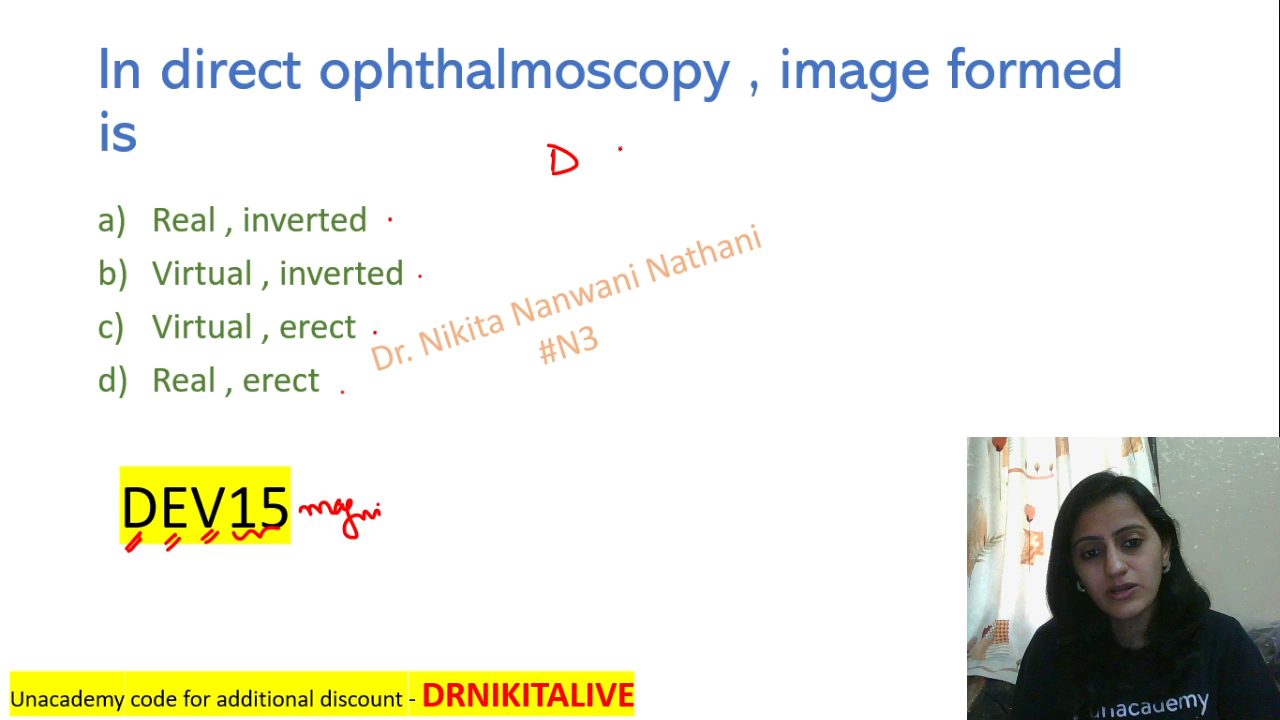 In direct ophthalmoscopy , image formed
is
D
a) Real , inverted
b) Virtual , inverted
c) Virtual , erect
d) Real , erect
Dr. Nikita Nanwani Nathani
#N3
DEV15 magni
Unacademy code for additional discount - DRNIKITALIVE
unacademy